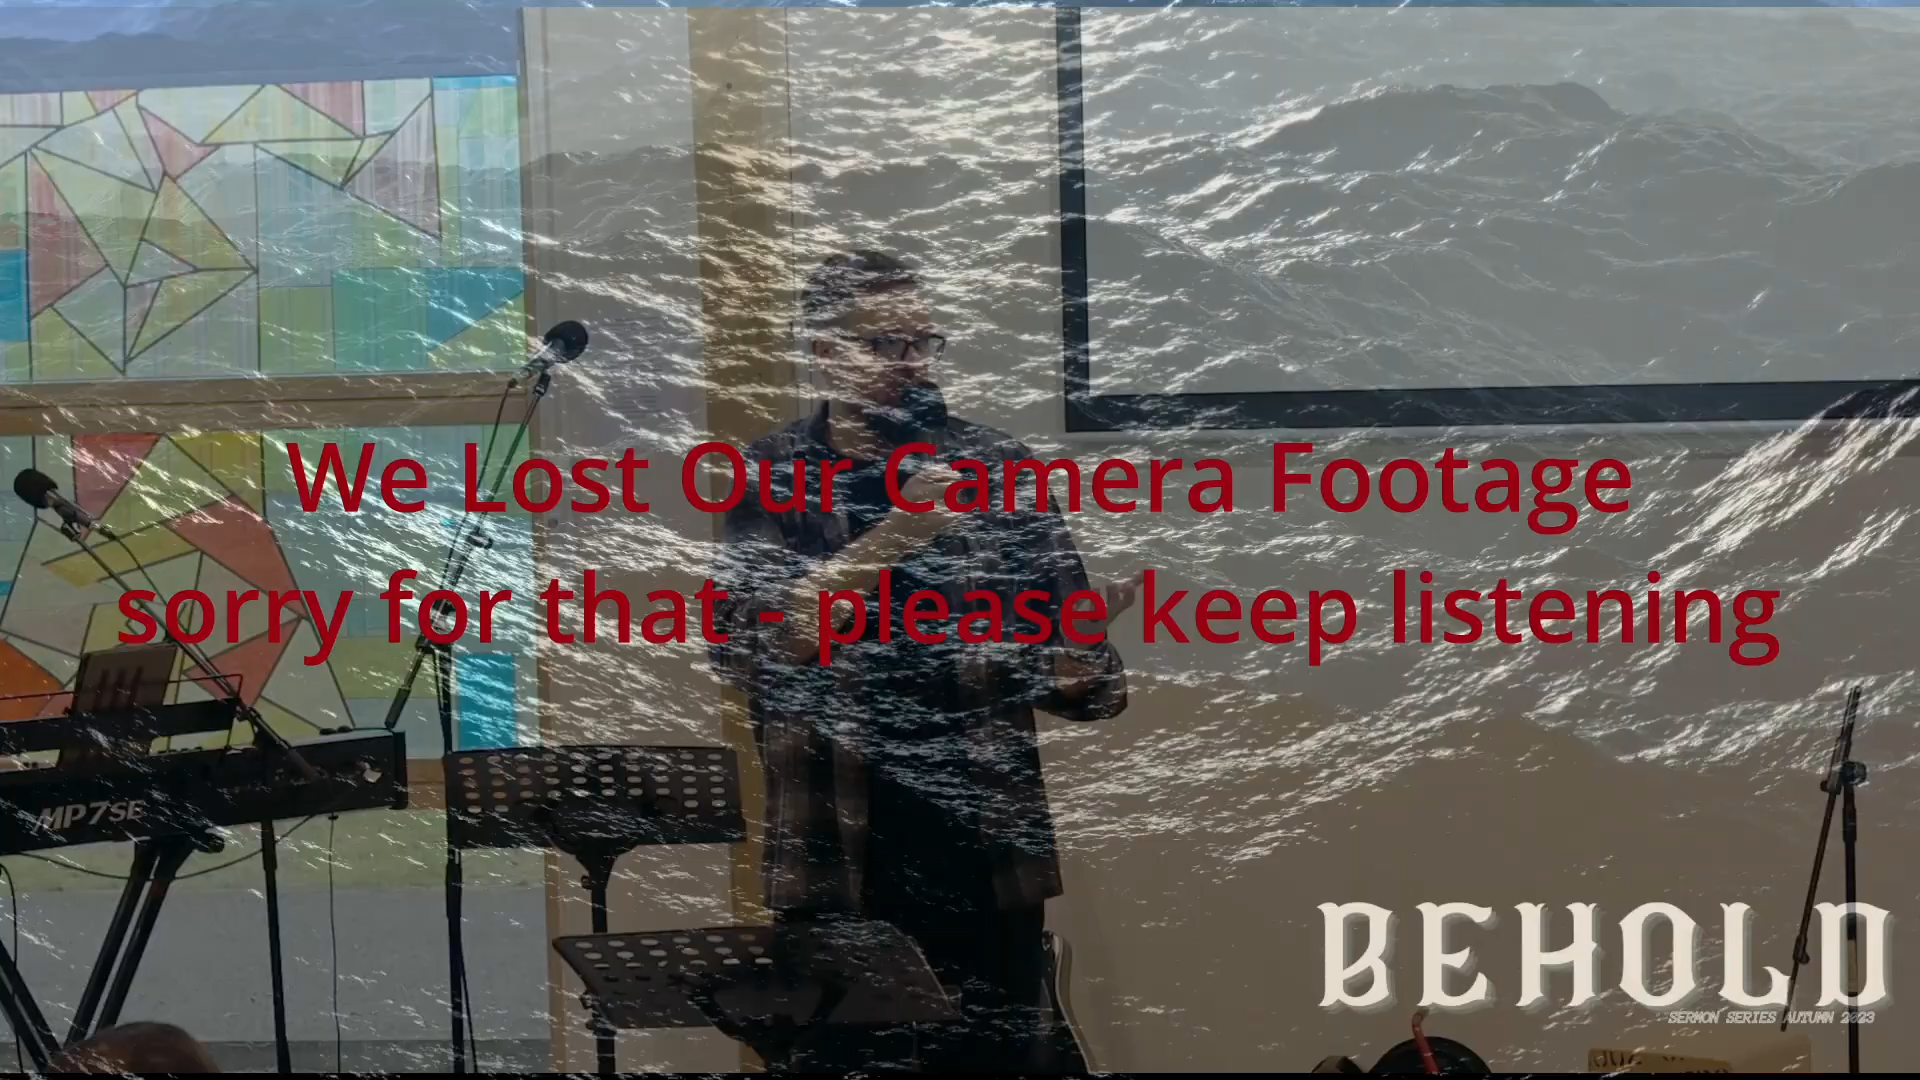 We Lost Our Camera Footage
sorry for that - please keep listening
MP7SE
BEHOLD
SERMON SERIES AUTUMN 2023